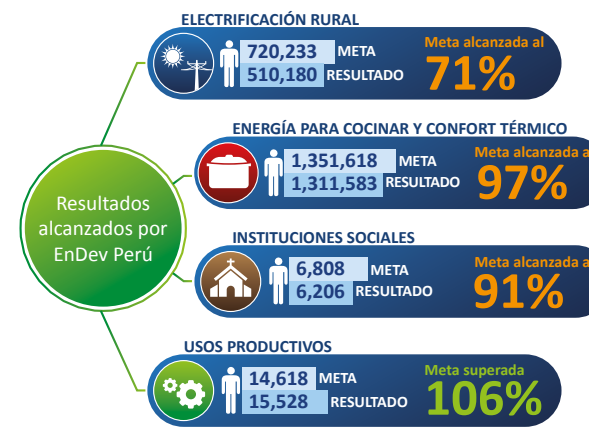 ELECTRIFICACIÓN RURAL
720,233 META
510,180 RESULTADO
Meta alcanzada al
71%
ENERGÍA PARA COCINAR Y CONFORT TÉRMICO
1,351,618 META
1,311,583 RESULTADO
Meta alcanzada a
97%
Resultados
alcanzados por
EnDev Perú
INSTITUCIONES SOCIALES
6,808 META
6,206 RESULTADO
Meta alcanzada a
91%
USOS PRODUCTIVOS
14,618 META
15,528 RESULTADO
Meta superada
106%